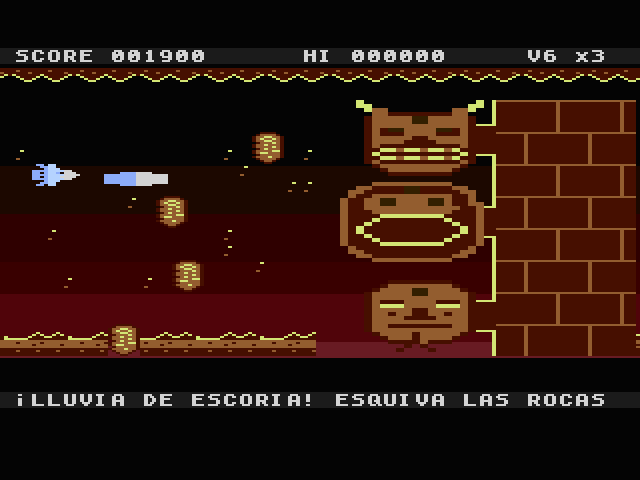 SCORE 001900 HI 000000 V6 x3
¡LLUVIA DE ESCORIA! ESQUIVA LAS ROCAS